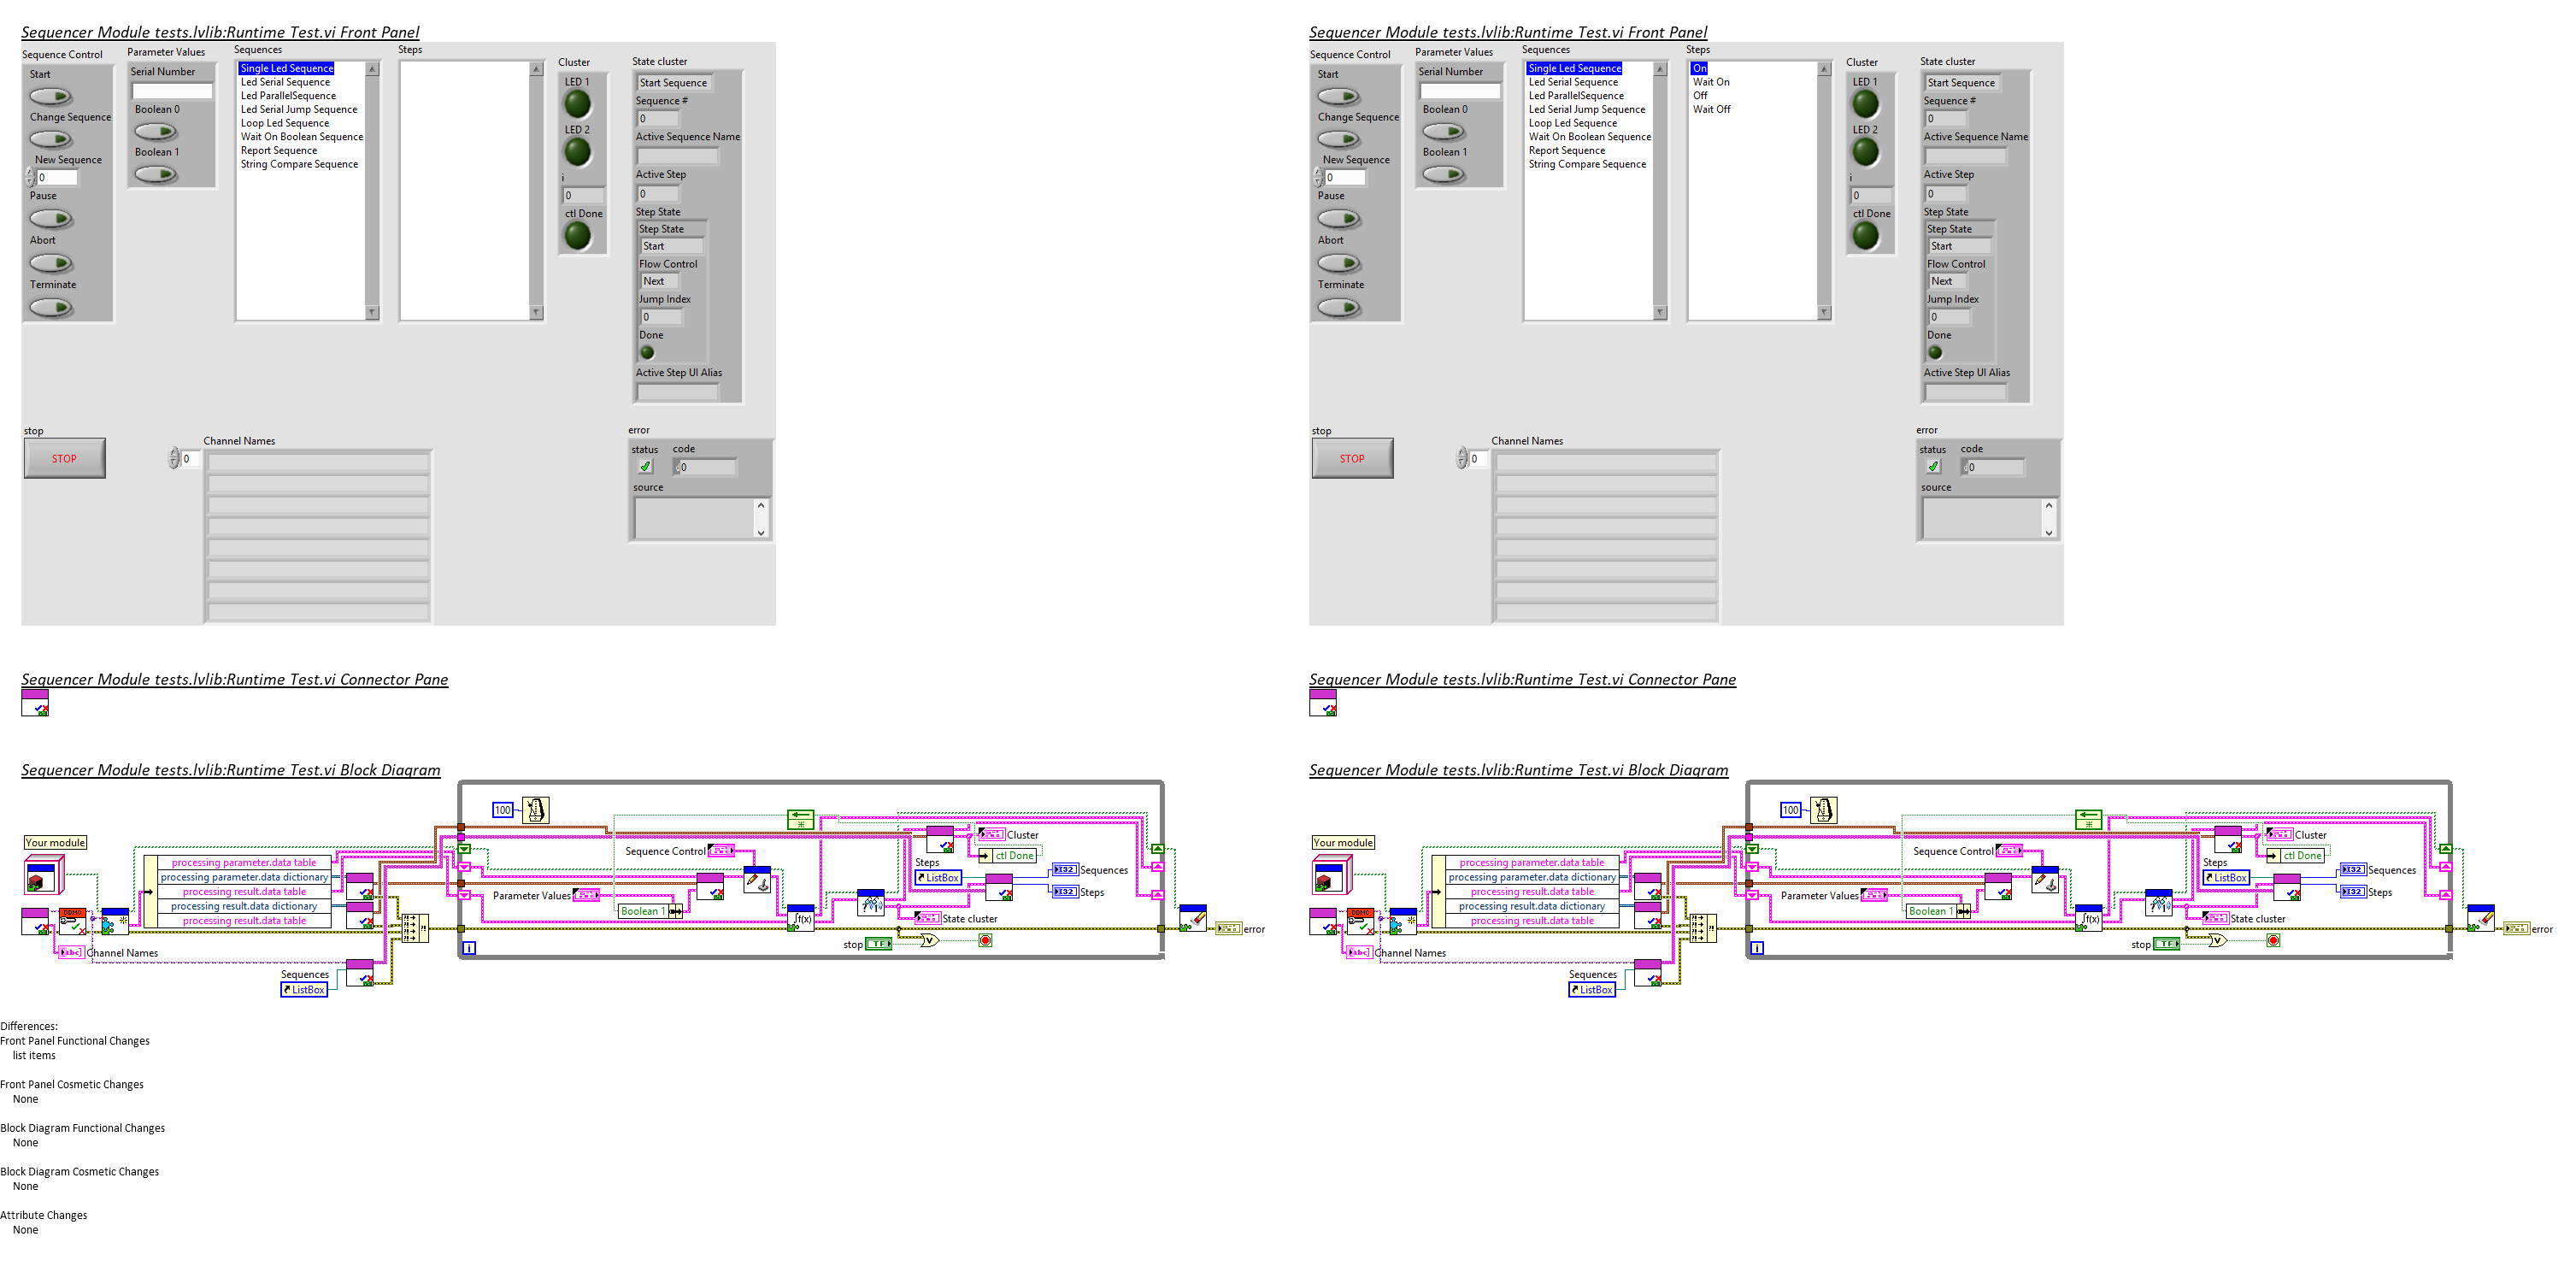 Sequencer Module tests.lvlib:Runtime Test.vi Front Panel
Sequence Control
Start
Change Sequence
New Sequence
0
Pause
Abort
Terminate
Parameter Values
Serial Number
Boolean 0
Boolean 1
Sequences
Single Led Sequence
Led Serial Sequence
Led ParallelSequence
Led Serial Jump Sequence
Loop Led Sequence
Wait On Boolean Sequence
Report Sequence
String Compare Sequence
Steps
Cluster
LED 1
LED 2
i
0
ctl Done
State cluster
Start Sequence
Sequence #
0
Active Sequence Name
Active Step
0
Step State
Step State
Start
Flow Control
Next
Jump Index
0
Done
Active Step UI Alias
stop
STOP
0
Channel Names
error
status
code
0
source
Sequencer Module tests.lvlib:Runtime Test.vi Connector Pane
Sequencer Module tests.lvlib:Runtime Test.vi Block Diagram
100
Your module
processing parameter.data table
processing parameter.data dictionary
processing result.data table
processing result.data dictionary
processing result.data table
DDMC
abc
Channel Names
Sequences
ListBox
Sequence Control
Parameter Values
Boolean 1
f(x)
Cluster
ctl Done
Steps
ListBox
I32
Sequences
I32
Steps
State cluster
stop
TF
V
i
error
Differences:
Front Panel Functional Changes
list items
Front Panel Cosmetic Changes
None
Block Diagram Functional Changes
None
Block Diagram Cosmetic Changes
None
Attribute Changes
None
Sequencer Module tests.lvlib:Runtime Test.vi Front Panel
Sequence Control
Start
Change Sequence
New Sequence
0
Pause
Abort
Terminate
Parameter Values
Serial Number
Boolean 0
Boolean 1
Sequences
Single Led Sequence
Led Serial Sequence
Led ParallelSequence
Led Serial Jump Sequence
Loop Led Sequence
Wait On Boolean Sequence
Report Sequence
String Compare Sequence
Steps
On
Wait On
Off
Wait Off
Cluster
LED 1
LED 2
i
0
ctl Done
State cluster
Start Sequence
Sequence #
0
Active Sequence Name
Active Step
0
Step State
Step State
Start
Flow Control
Next
Jump Index
0
Done
Active Step UI Alias
stop
STOP
0
Channel Names
error
status
code
0
source
Sequencer Module tests.lvlib:Runtime Test.vi Connector Pane
Sequencer Module tests.lvlib:Runtime Test.vi Block Diagram
100
Your module
processing parameter.data table
processing parameter.data dictionary
processing result.data table
processing result.data dictionary
processing result.data table
DDMC
abc
Channel Names
Sequences
ListBox
Sequence Control
Parameter Values
Boolean 1
f(x)
Cluster
ctl Done
Steps
ListBox
I32
Sequences
I32
Steps
State cluster
stop
TF
V
i
error